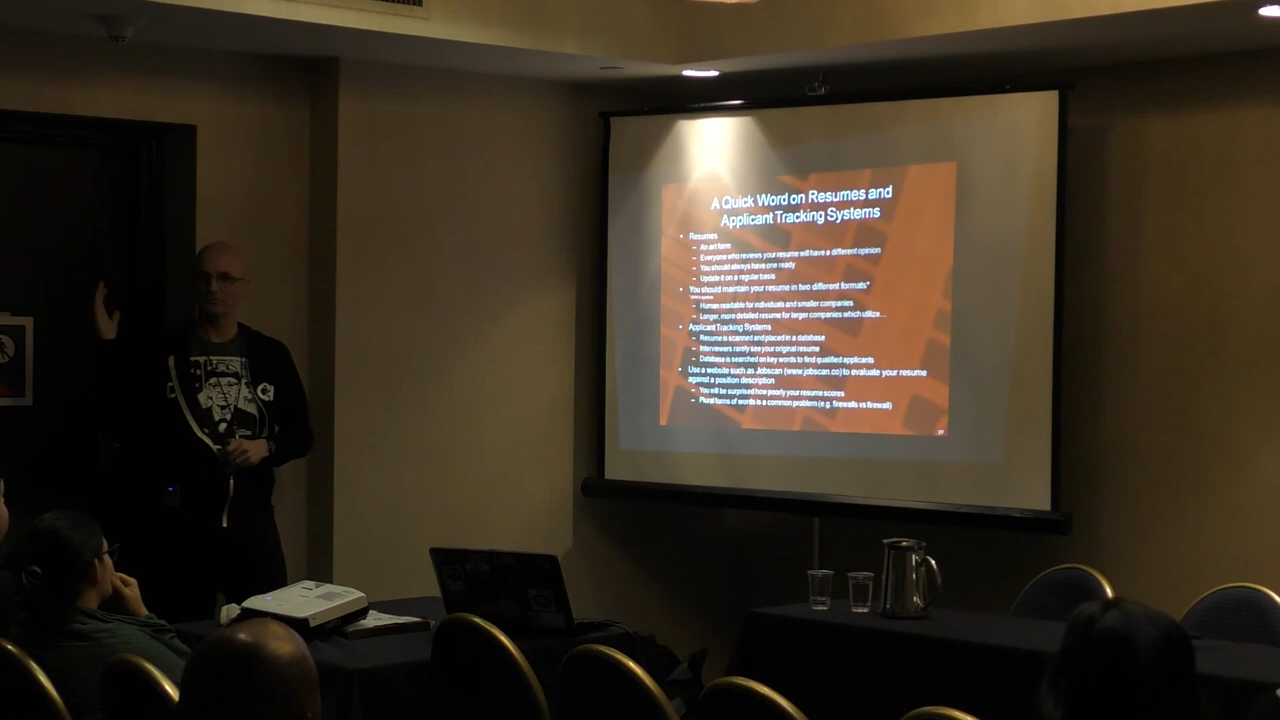 A Quick Word on Resumes and
Applicant Tracking Systems
• Resumes
– An art form
– Everyone who reviews your resume will have a different opinion
– You should always have one ready
– Update it on a regular basis
• You should maintain your resume in two different formats*
– Human readable for individuals and smaller companies
– Longer, more detailed resume for larger companies which utilize…
• Applicant Tracking Systems
– Resume is scanned and placed in a database
– Interviewers rarely see your original resume
– Database is searched on key words to find qualified applicants
• Use a website such as Jobscan (www.jobscan.co) to evaluate your resume
against a position description
– You will be surprised how poorly your resume scores
– Plural forms of words is a common problem (e.g. firewalls vs firewall)